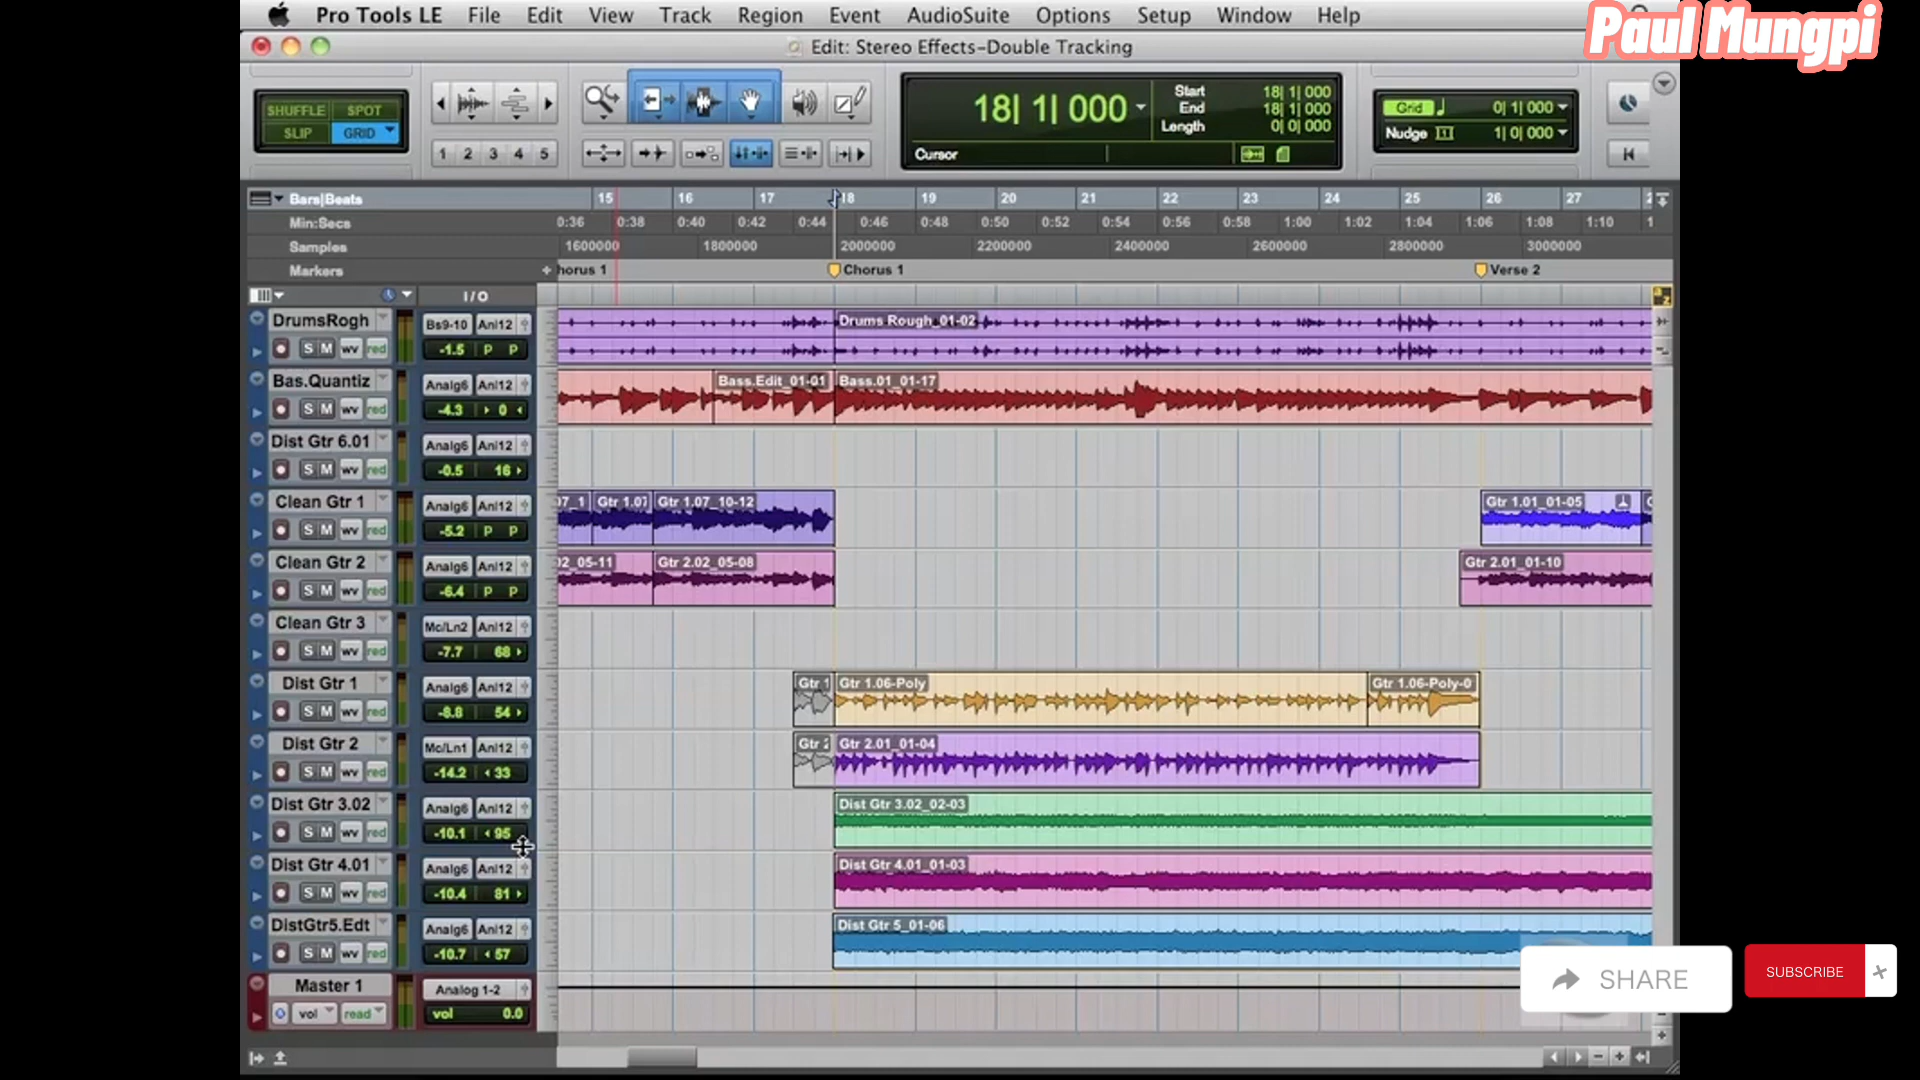 Pro Tools LE File Edit View Track Region Event AudioSuite Options Setup Window Help
Paul Mungpi
Edit: Stereo Effects-Double Tracking
SHUFFLE SPOT
SLIP GRID
1 2 3 4 5
18| 1| 000
Start 18| 1| 000
End 18| 1| 000
Length 0| 0| 000
Cursor
Grid 0| 1| 000
Nudge 1| 0| 000
Bars|Beats 15 16 17 18 19 20 21 22 23 24 25 26 27
Min:Secs 0:36 0:38 0:40 0:42 0:44 0:46 0:48 0:50 0:52 0:54 0:56 0:58 1:00 1:02 1:04 1:06 1:08 1:10 1
Samples 1600000 1800000 2000000 2200000 2400000 2600000 2800000 3000000
Markers horus 1 Chorus 1 Verse 2
I/O
DrumsRogh Bs9-10 Anl12 Drums Rough_01-02
S M wv red -1.5 P P
Bas.Quantiz Analg6 Anl12 Bass.Edit_01-01 Bass.01_01-17
S M wv red -4.3 0
Dist Gtr 6.01 Analg6 Anl12
S M wv red -0.5 16
Clean Gtr 1 Analg6 Anl12 07_1 Gtr 1.07 Gtr 1.07_10-12 Gtr 1.01_01-05
S M wv red -5.2 P P
Clean Gtr 2 Analg6 Anl12 02_05-11 Gtr 2.02_05-08 Gtr 2.01_01-10
S M wv red -6.4 P P
Clean Gtr 3 Mc/Ln2 Anl12
S M wv red -7.7 68
Dist Gtr 1 Analg6 Anl12 Gtr 1 Gtr 1.06-Poly Gtr 1.06-Poly-0
S M wv red -8.8 54
Dist Gtr 2 Mc/Ln1 Anl12 Gtr 2 Gtr 2.01_01-04
S M wv red -14.2 33
Dist Gtr 3.02 Analg6 Anl12 Dist Gtr 3.02_02-03
S M wv red -10.1 95
Dist Gtr 4.01 Analg6 Anl12 Dist Gtr 4.01_01-03
S M wv red -10.4 81
DistGtr5.Edt Analg6 Anl12 Dist Gtr 5_01-06
S M wv red -10.7 57
Master 1 Analog 1-2
vol read vol 0.0
SHARE SUBSCRIBE